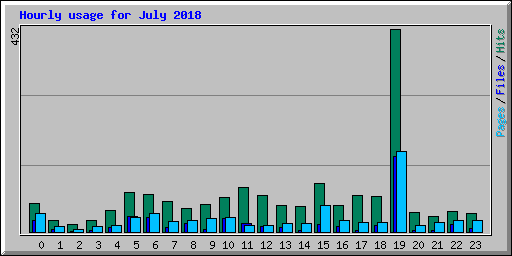 Hourly usage for July 2018
432
Pages/Files/Hits
0 1 2 3 4 5 6 7 8 9 10 11 12 13 14 15 16 17 18 19 20 21 22 23